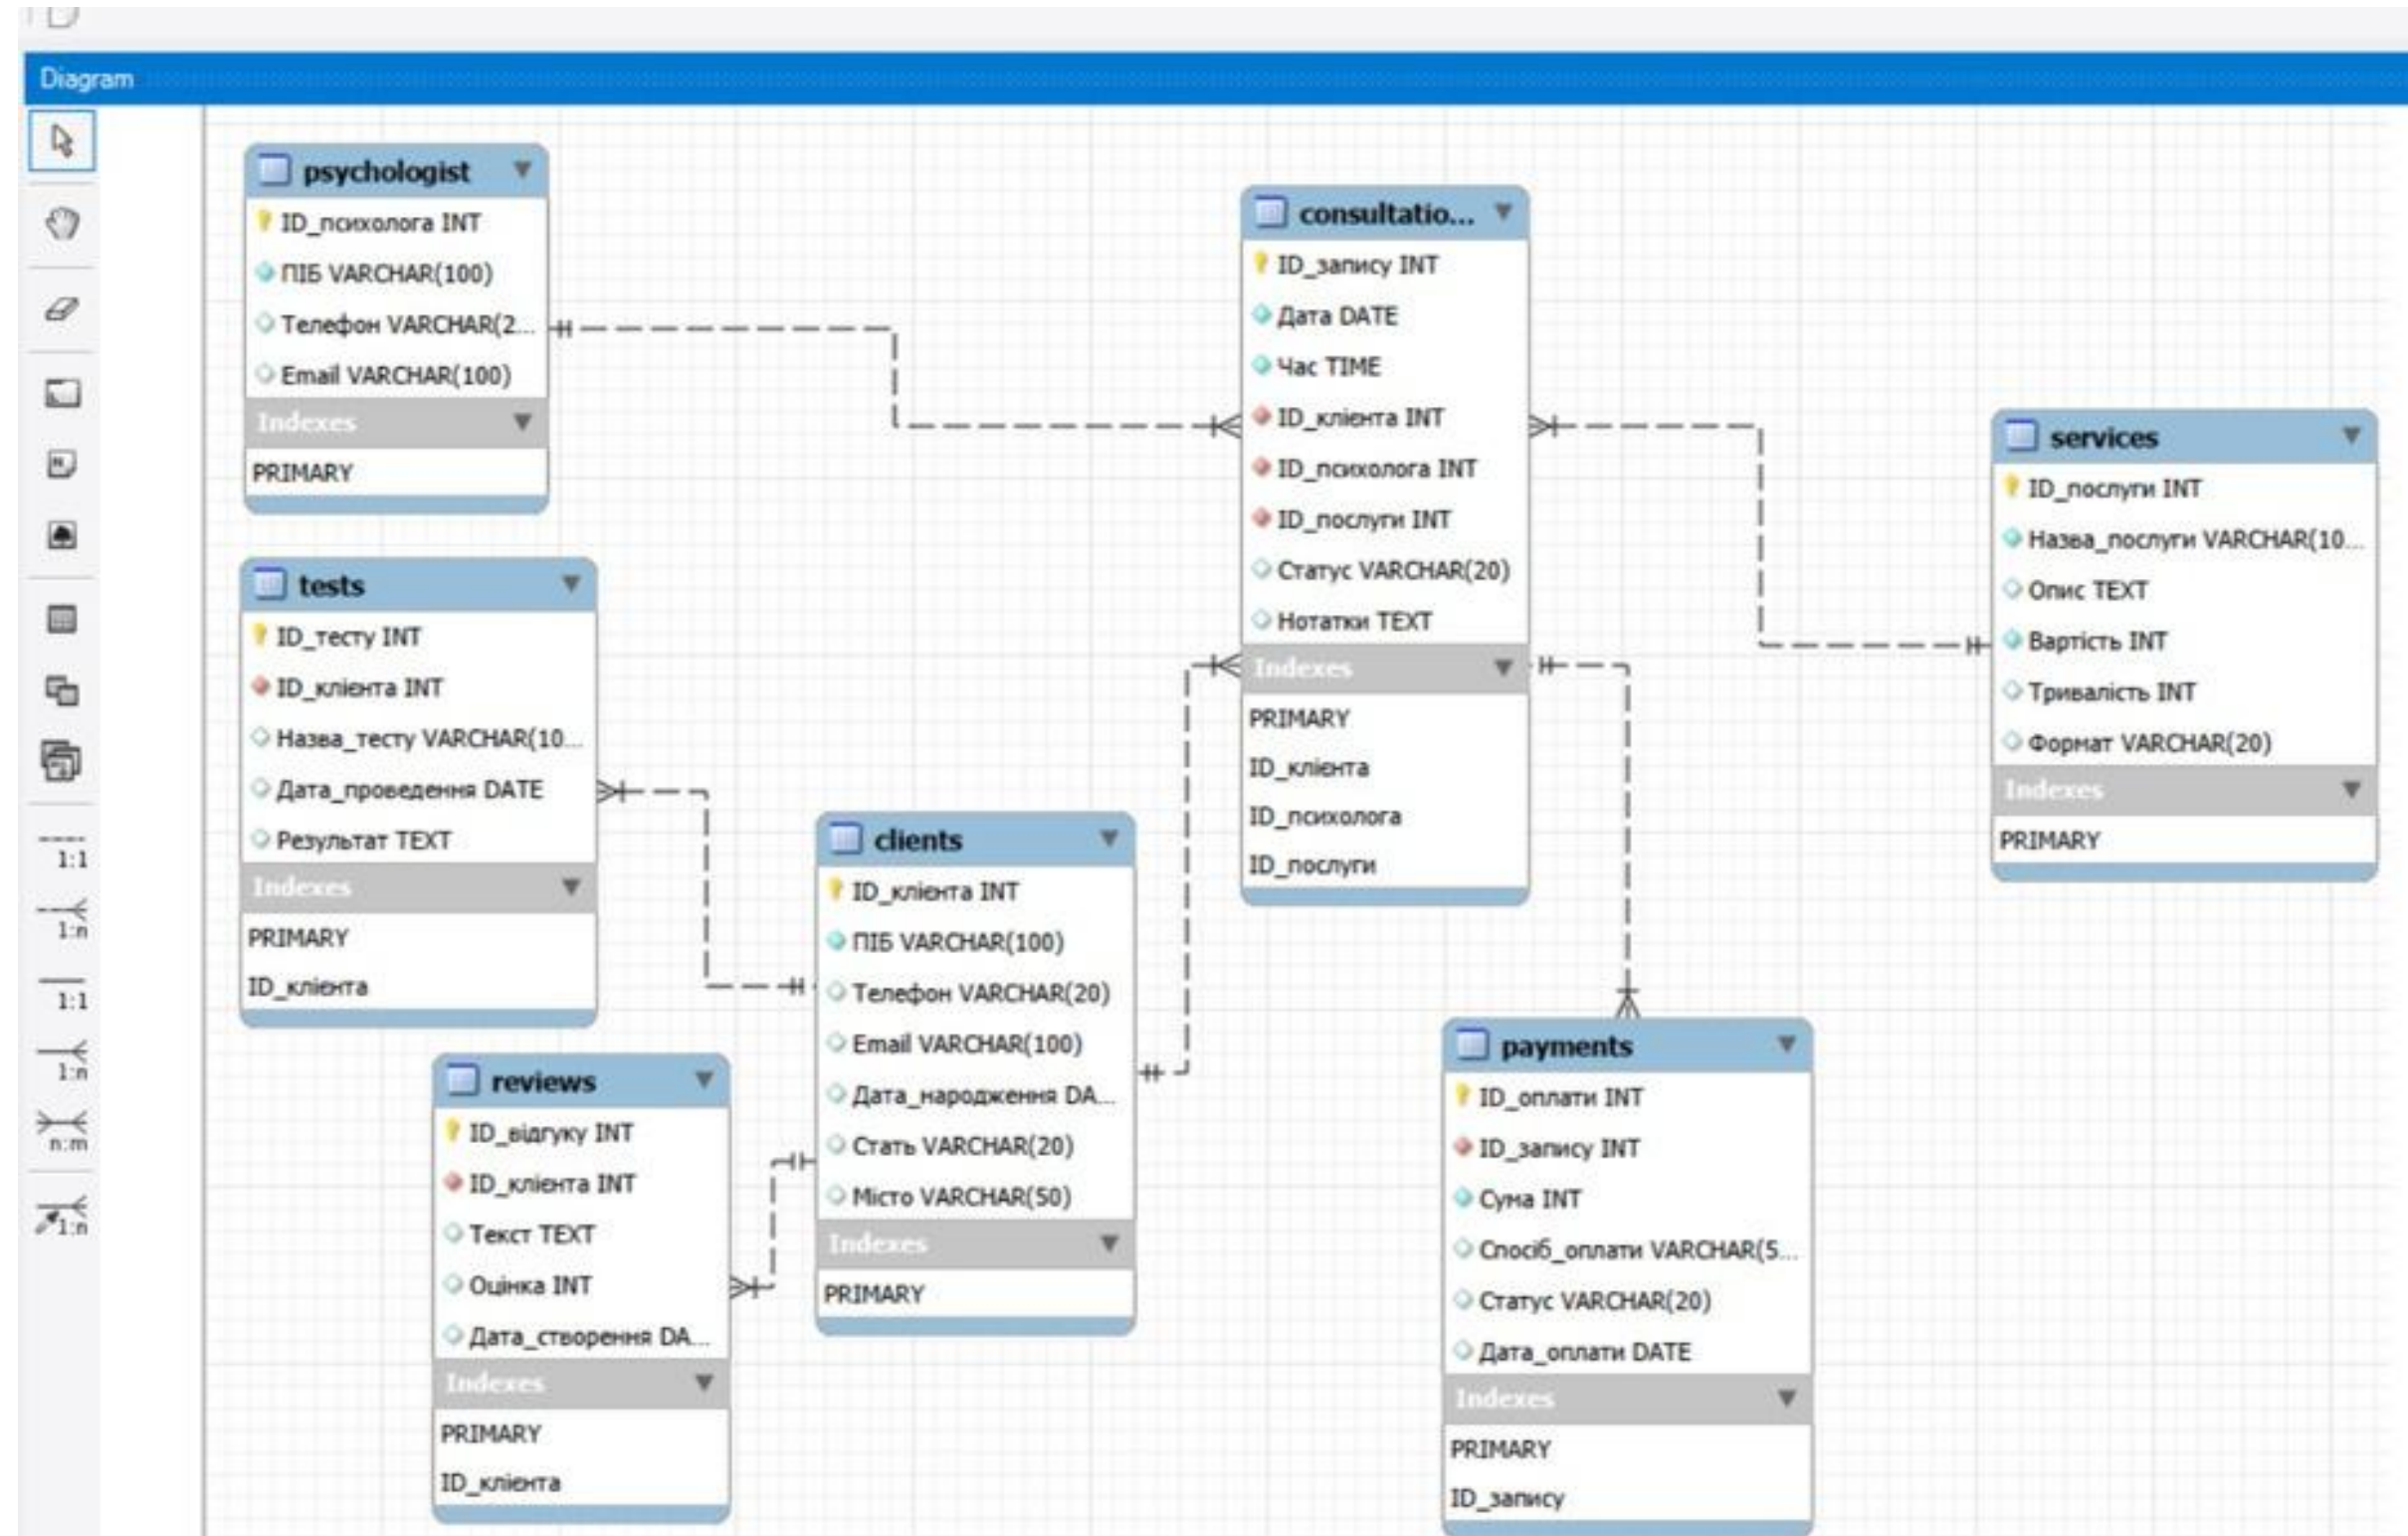 Diagram
psychologist
ID_психолога INT
ПІБ VARCHAR(100)
Телефон VARCHAR(2...
Email VARCHAR(100)
Indexes
PRIMARY
tests
ID_тесту INT
ID_клієнта INT
Назва_тесту VARCHAR(10...
Дата_проведення DATE
Результат TEXT
Indexes
PRIMARY
ID_клієнта
reviews
ID_відгуку INT
ID_клієнта INT
Текст TEXT
Оцінка INT
Дата_створення DA...
Indexes
PRIMARY
ID_клієнта
clients
ID_клієнта INT
ПІБ VARCHAR(100)
Телефон VARCHAR(20)
Email VARCHAR(100)
Дата_народження DA...
Стать VARCHAR(20)
Місто VARCHAR(50)
Indexes
PRIMARY
consultatio...
ID_запису INT
Дата DATE
Час TIME
ID_клієнта INT
ID_психолога INT
ID_послуги INT
Статус VARCHAR(20)
Нотатки TEXT
Indexes
PRIMARY
ID_клієнта
ID_психолога
ID_послуги
services
ID_послуги INT
Назва_послуги VARCHAR(10...
Опис TEXT
Вартість INT
Тривалість INT
Формат VARCHAR(20)
Indexes
PRIMARY
payments
ID_оплати INT
ID_запису INT
Сума INT
Спосіб_оплати VARCHAR(5...
Статус VARCHAR(20)
Дата_оплати DATE
Indexes
PRIMARY
ID_запису
1:1
1:n
1:1
1:n
n:m
1:n